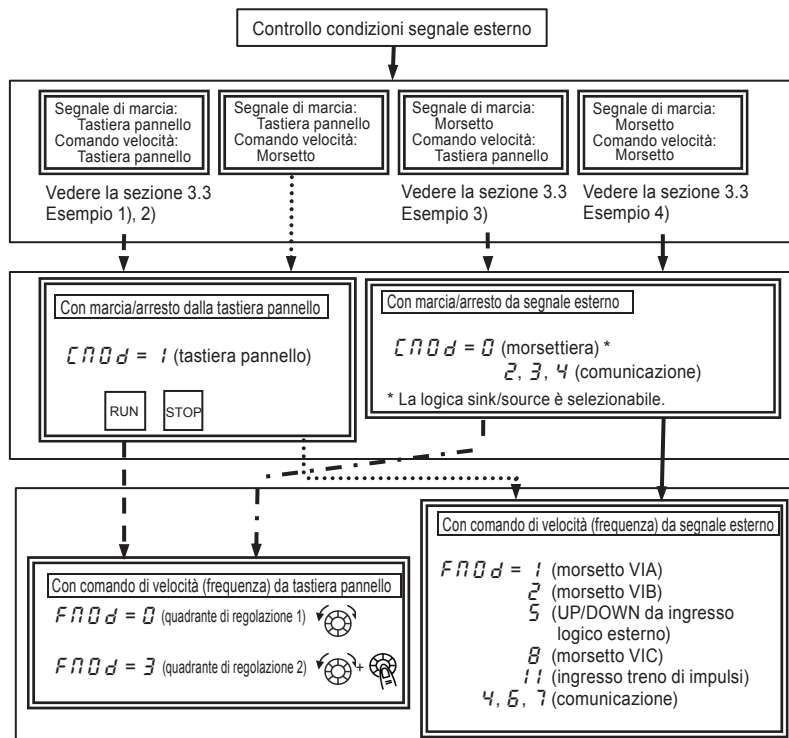 Controllo condizioni segnale esterno
Segnale di marcia:
Tastiera pannello
Comando velocità:
Tastiera pannello
Segnale di marcia:
Tastiera pannello
Comando velocità:
Morsetto
Segnale di marcia:
Morsetto
Comando velocità:
Tastiera pannello
Segnale di marcia:
Morsetto
Comando velocità:
Morsetto
Vedere la sezione 3.3
Esempio 1), 2)
Vedere la sezione 3.3
Esempio 3)
Vedere la sezione 3.3
Esempio 4)
Con marcia/arresto dalla tastiera pannello
CMOd = 1 (tastiera pannello)
RUN STOP
Con marcia/arresto da segnale esterno
CMOd = 0 (morsettiera) *
2, 3, 4 (comunicazione)
* La logica sink/source è selezionabile.
Con comando di velocità (frequenza) da tastiera pannello
FMOd = 0 (quadrante di regolazione 1)
FMOd = 3 (quadrante di regolazione 2) +
Con comando di velocità (frequenza) da segnale esterno
FMOd = 1 (morsetto VIA)
2 (morsetto VIB)
5 (UP/DOWN da ingresso
logico esterno)
8 (morsetto VIC)
11 (ingresso treno di impulsi)
4, 6, 7 (comunicazione)